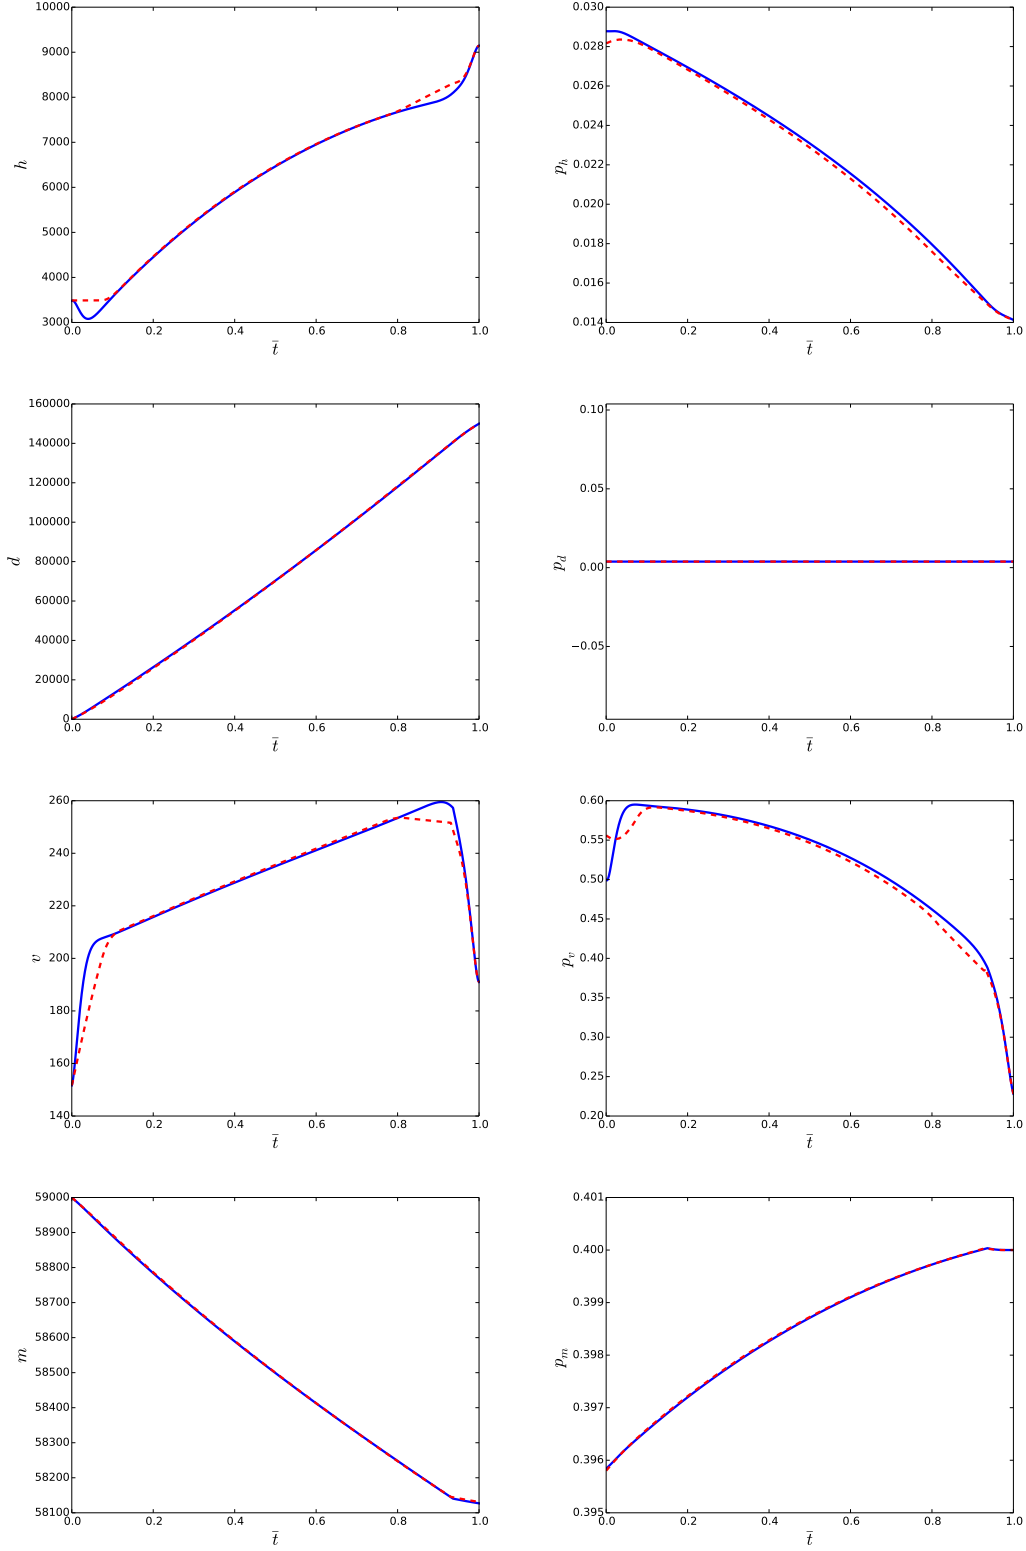 10000
9000
8000
7000
6000
5000
4000
3000
h
0.0 0.2 0.4 0.6 0.8 1.0
t̄
0.030
0.028
0.026
0.024
0.022
0.020
0.018
0.016
0.014
p_h
0.0 0.2 0.4 0.6 0.8 1.0
t̄
160000
140000
120000
100000
80000
60000
40000
20000
0
d
0.0 0.2 0.4 0.6 0.8 1.0
t̄
0.10
0.05
0.00
−0.05
p_d
0.0 0.2 0.4 0.6 0.8 1.0
t̄
260
240
220
200
180
160
140
v
0.0 0.2 0.4 0.6 0.8 1.0
t̄
0.60
0.55
0.50
0.45
0.40
0.35
0.30
0.25
0.20
p_v
0.0 0.2 0.4 0.6 0.8 1.0
t̄
59000
58900
58800
58700
58600
58500
58400
58300
58200
58100
m
0.0 0.2 0.4 0.6 0.8 1.0
t̄
0.401
0.400
0.399
0.398
0.397
0.396
0.395
p_m
0.0 0.2 0.4 0.6 0.8 1.0
t̄